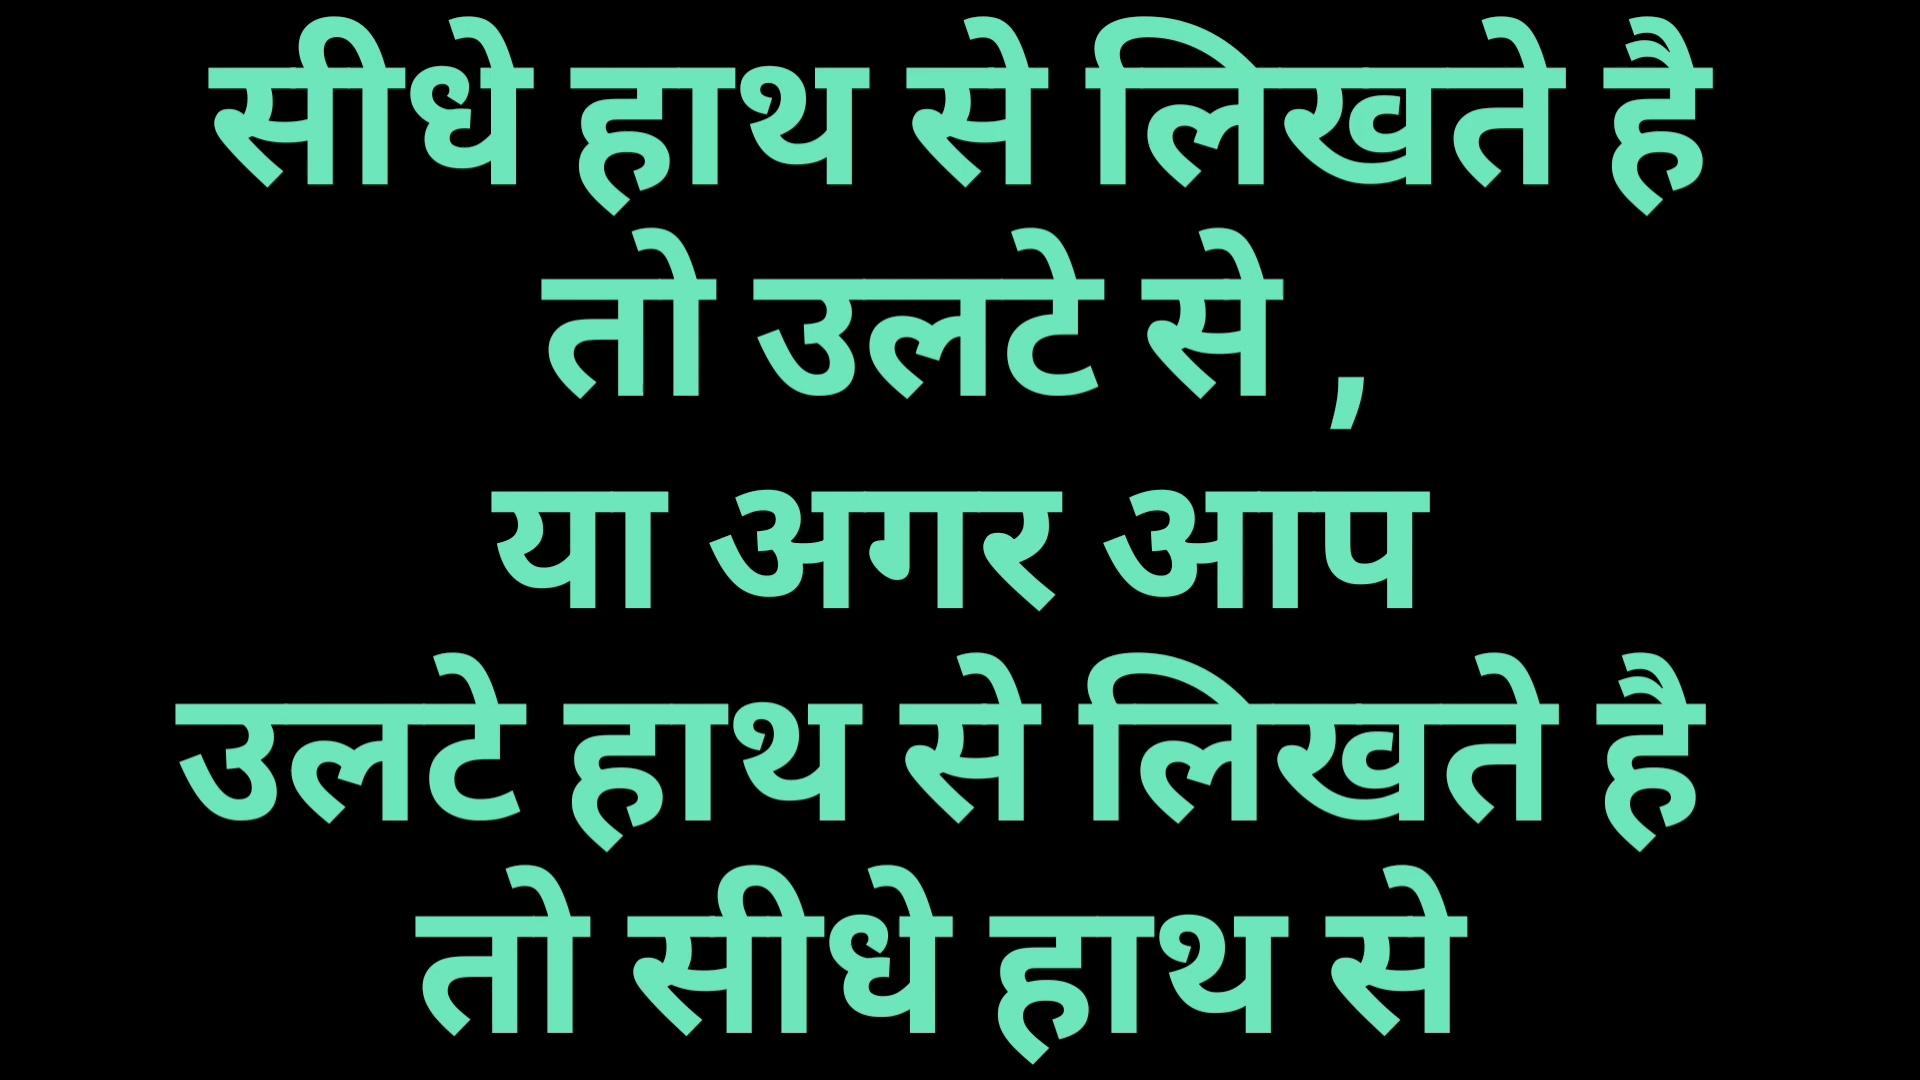 सीधे हाथ से लिखते है
तो उलटे से ,
या अगर आप
उलटे हाथ से लिखते है
तो सीधे हाथ से